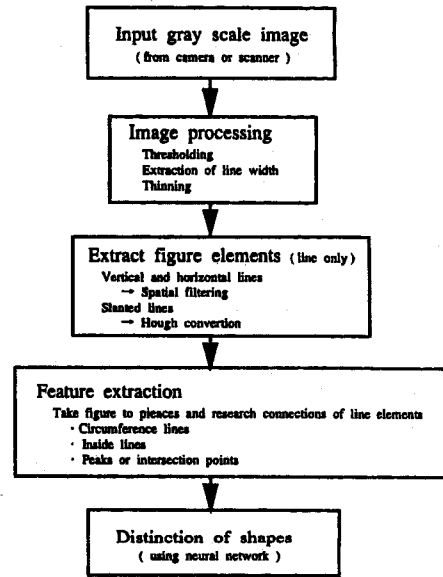 Input gray scale image
( from camera or scanner )
Image processing
Thresholding
Extraction of line width
Thinning
Extract figure elements ( line only )
Vertical and horizontal lines
→ Spatial filtering
Slanted lines
→ Hough convertion
Feature extraction
Take figure to pieaces and research connections of line elements
· Circumference lines
· Inside lines
· Peaks or intersection points
Distinction of shapes
( using neural network )